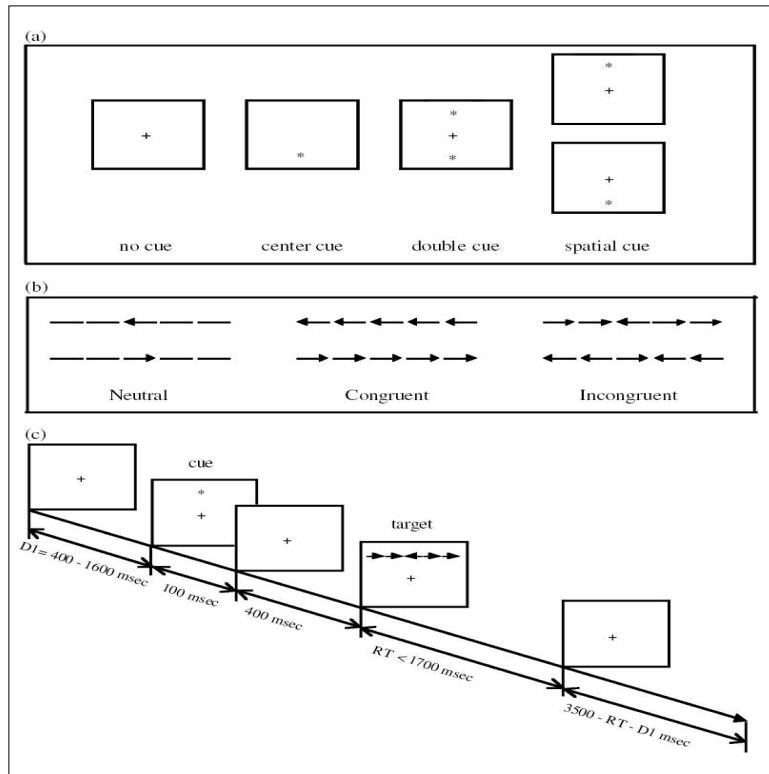 (a)
+
*
*
+
*
*
+
+
*
no cue
center cue
double cue
spatial cue
(b)
Neutral
Congruent
Incongruent
(c)
+
cue
*
+
+
target
+
+
D1= 400 - 1600 msec
100 msec
400 msec
RT < 1700 msec
3500 - RT - D1 msec